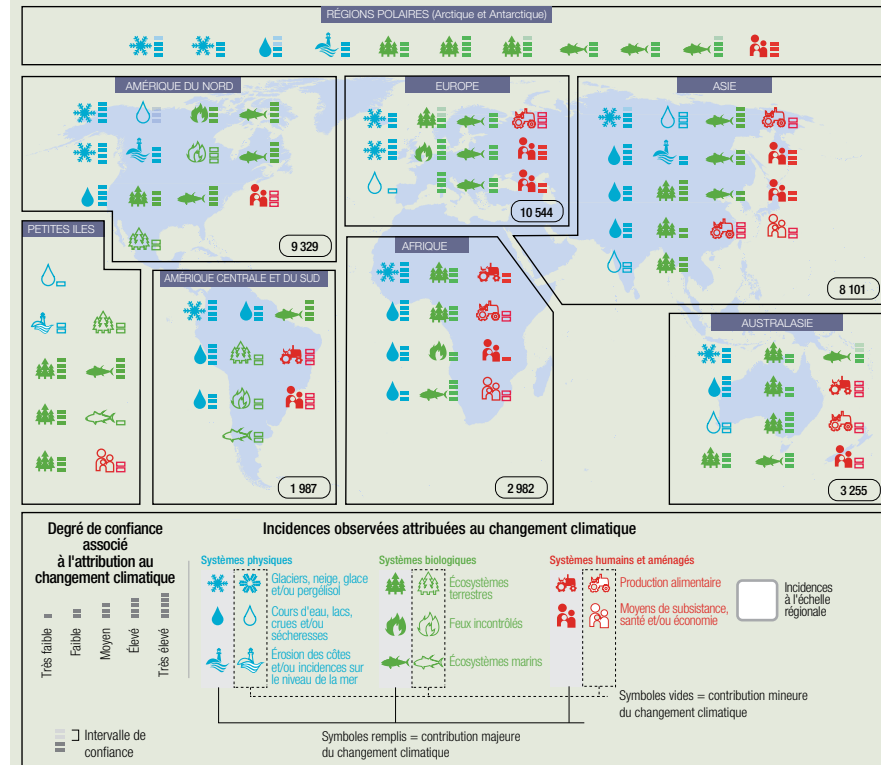 RÉGIONS POLAIRES (Arctique et Antarctique)
AMÉRIQUE DU NORD
EUROPE
ASIE
10 544
9 329
PETITES ILES
AFRIQUE
AMÉRIQUE CENTRALE ET DU SUD
8 101
AUSTRALASIE
1 987
2 982
3 255
Degré de confiance
associé
à l'attribution au
changement climatique
Très faible
Faible
Moyen
Élevé
Très élevé
Intervalle de
confiance
Incidences observées attribuées au changement climatique
Systèmes physiques
Glaciers, neige, glace
et/ou pergélisol
Cours d'eau, lacs,
crues et/ou
sécheresses
Érosion des côtes
et/ou incidences sur
le niveau de la mer
Systèmes biologiques
Écosystèmes
terrestres
Feux incontrôlés
Écosystèmes marins
Systèmes humains et aménagés
Production alimentaire
Moyens de subsistance,
santé et/ou économie
Incidences
à l'échelle
régionale
Symboles vides = contribution mineure
du changement climatique
Symboles remplis = contribution majeure
du changement climatique